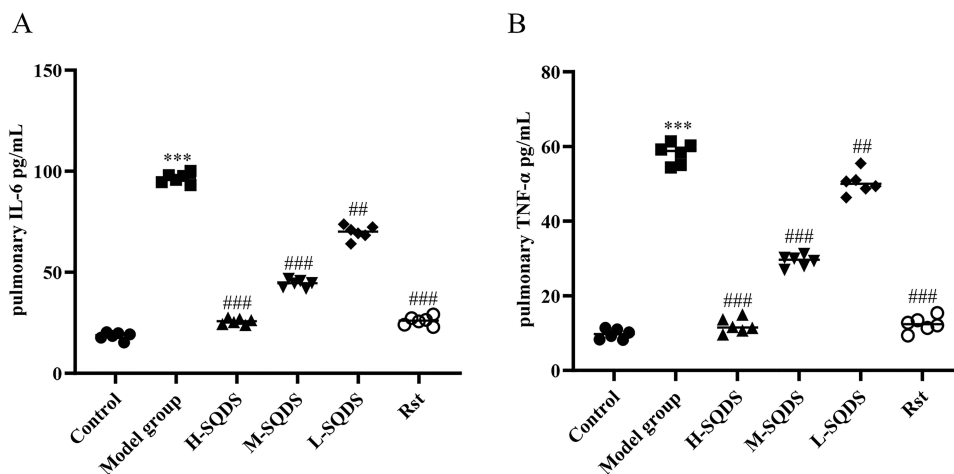 A
pulmonary IL-6 pg/mL
150
100
50
0
***
###
###
##
###
Control
Model group
H-SQDS
M-SQDS
L-SQDS
Rst
B
pulmonary TNF-α pg/mL
80
60
40
20
0
***
###
###
##
###
Control
Model group
H-SQDS
M-SQDS
L-SQDS
Rst